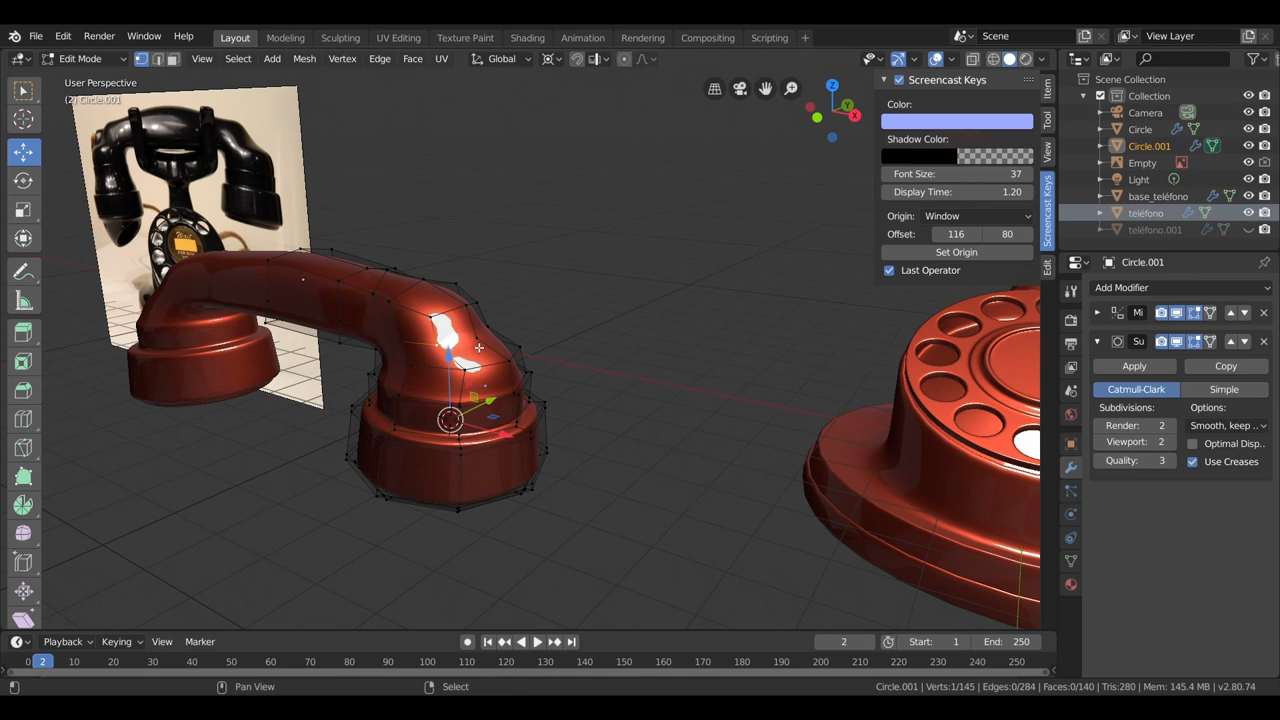 File Edit Render Window Help Layout Modeling Sculpting UV Editing Texture Paint Shading Animation Rendering Compositing Scripting + Scene View Layer
Edit Mode View Select Add Mesh Vertex Edge Face UV Global
User Perspective
(2) Circle.001
Z
Y
X
Screencast Keys
Color:
Shadow Color:
Font Size: 37
Display Time: 1.20
Origin: Window
Offset: 116 80
Set Origin
Last Operator
Item
Tool
View
Screencast Keys
Edit
Scene Collection
Collection
Camera
Circle
Circle.001
Empty
Light
base_teléfono
teléfono
teléfono.001
Circle.001
Add Modifier
Mi
Su
Apply Copy
Catmull-Clark Simple
Subdivisions: Options:
Render: 2 Smooth, keep ..
Viewport: 2 Optimal Disp..
Quality: 3 Use Creases
Playback Keying View Marker 2 Start: 1 End: 250
0 2 10 20 30 40 50 60 70 80 90 100 110 120 130 140 150 160 170 180 190 200 210 220 230 240 250
Pan View Select Circle.001 | Verts:1/145 | Edges:0/284 | Faces:0/140 | Tris:280 | Mem: 145.4 MB | v2.80.74